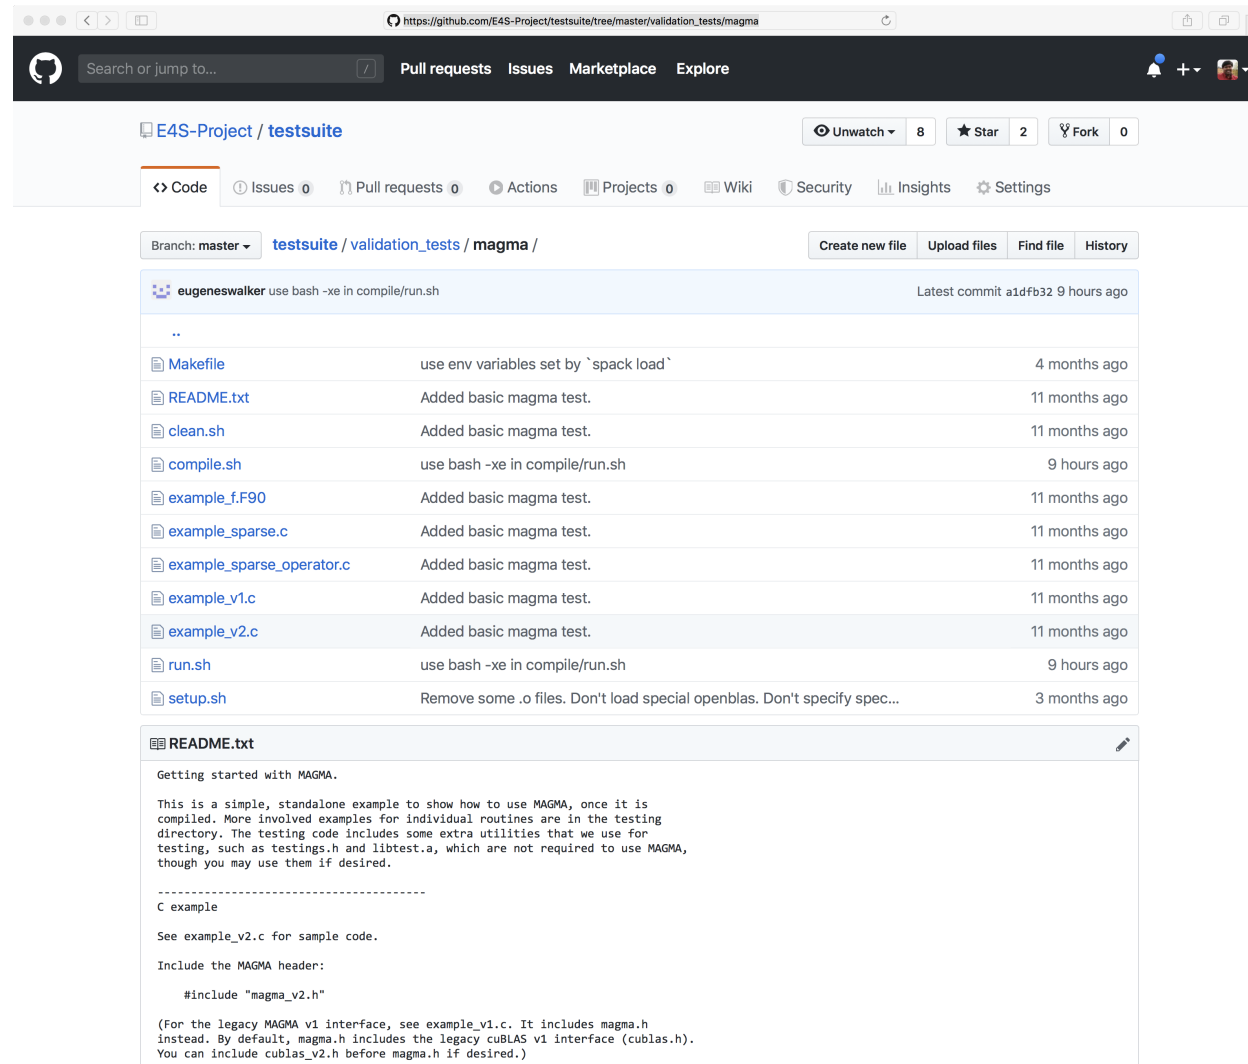 https://github.com/E4S-Project/testsuite/tree/master/validation_tests/magma
Search or jump to... / Pull requests Issues Marketplace Explore
E4S-Project / testsuite Unwatch 8 Star 2 Fork 0
Code Issues 0 Pull requests 0 Actions Projects 0 Wiki Security Insights Settings
Branch: master testsuite / validation_tests / magma / Create new file Upload files Find file History
eugeneswalker use bash -xe in compile/run.sh Latest commit a1dfb32 9 hours ago
..
Makefile use env variables set by `spack load` 4 months ago
README.txt Added basic magma test. 11 months ago
clean.sh Added basic magma test. 11 months ago
compile.sh use bash -xe in compile/run.sh 9 hours ago
example_f.F90 Added basic magma test. 11 months ago
example_sparse.c Added basic magma test. 11 months ago
example_sparse_operator.c Added basic magma test. 11 months ago
example_v1.c Added basic magma test. 11 months ago
example_v2.c Added basic magma test. 11 months ago
run.sh use bash -xe in compile/run.sh 9 hours ago
setup.sh Remove some .o files. Don't load special openblas. Don't specify spec... 3 months ago
README.txt
Getting started with MAGMA.
This is a simple, standalone example to show how to use MAGMA, once it is
compiled. More involved examples for individual routines are in the testing
directory. The testing code includes some extra utilities that we use for
testing, such as testings.h and libtest.a, which are not required to use MAGMA,
though you may use them if desired.
----------------------------------------
C example
See example_v2.c for sample code.
Include the MAGMA header:
#include "magma_v2.h"
(For the legacy MAGMA v1 interface, see example_v1.c. It includes magma.h
instead. By default, magma.h includes the legacy cuBLAS v1 interface (cublas.h).
You can include cublas_v2.h before magma.h if desired.)